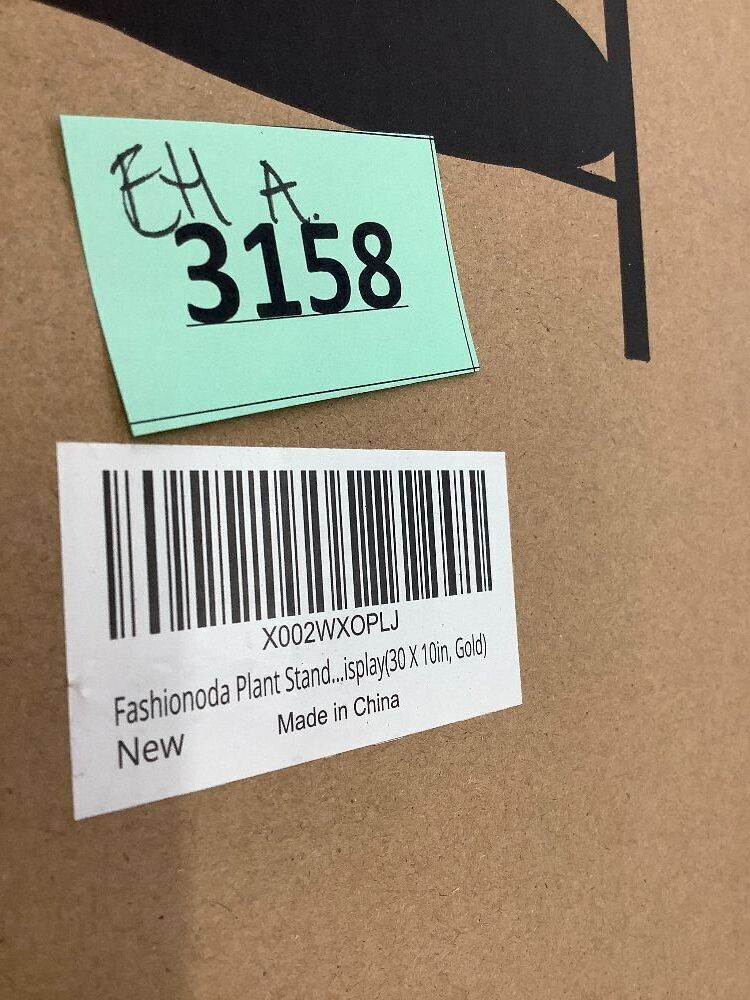 EH A.
3158
X002WXOPLJ
Fashionoda Plant Stand...isplay(30 X 10in, Gold)
New
Made in China